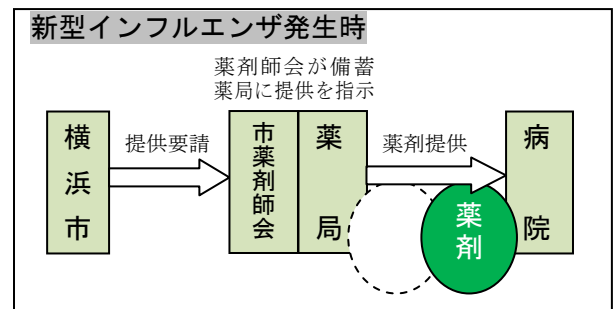 新型インフルエンザ発生時
薬剤師会が備蓄
薬局に提供を指示
横浜市
提供要請
市薬剤師会
薬局
薬剤提供
病院
薬剤